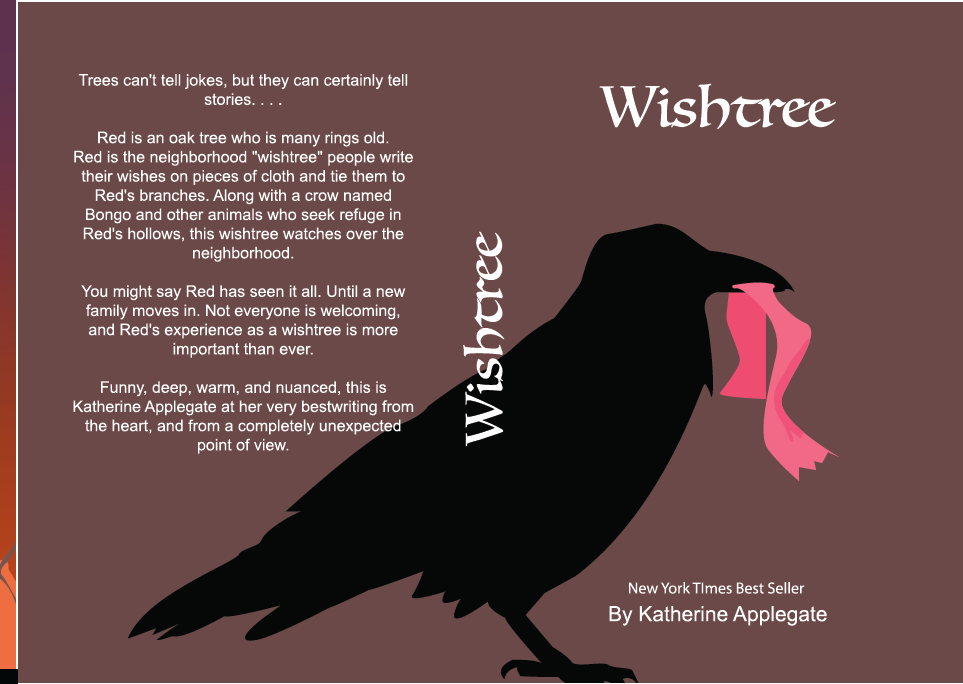 Trees can't tell jokes, but they can certainly tell
stories. . . .
Red is an oak tree who is many rings old.
Red is the neighborhood "wishtree" people write
their wishes on pieces of cloth and tie them to
Red's branches. Along with a crow named
Bongo and other animals who seek refuge in
Red's hollows, this wishtree watches over the
neighborhood.
You might say Red has seen it all. Until a new
family moves in. Not everyone is welcoming,
and Red's experience as a wishtree is more
important than ever.
Funny, deep, warm, and nuanced, this is
Katherine Applegate at her very bestwriting from
the heart, and from a completely unexpected
point of view.
Wishtree
Wishtree
New York TImes Best Seller
By Katherine Applegate